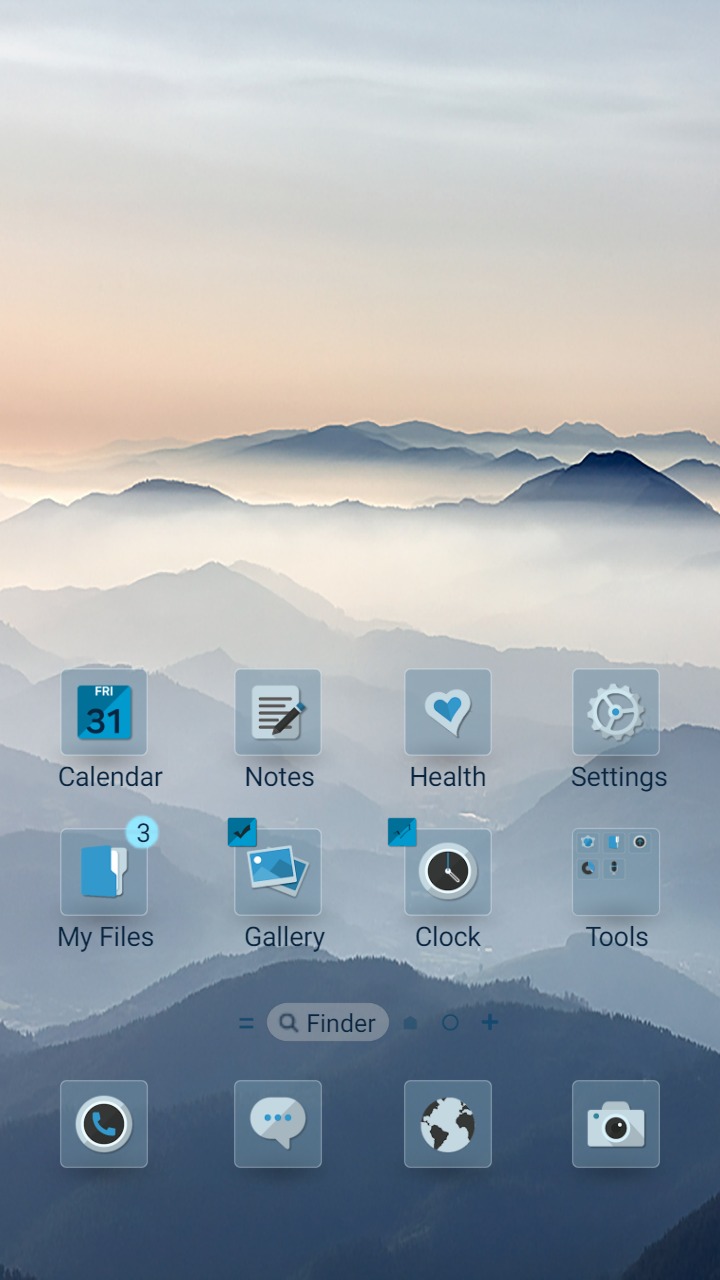 FRI
31
Calendar
Notes
Health
Settings
3
My Files
Gallery
Clock
Tools
Finder